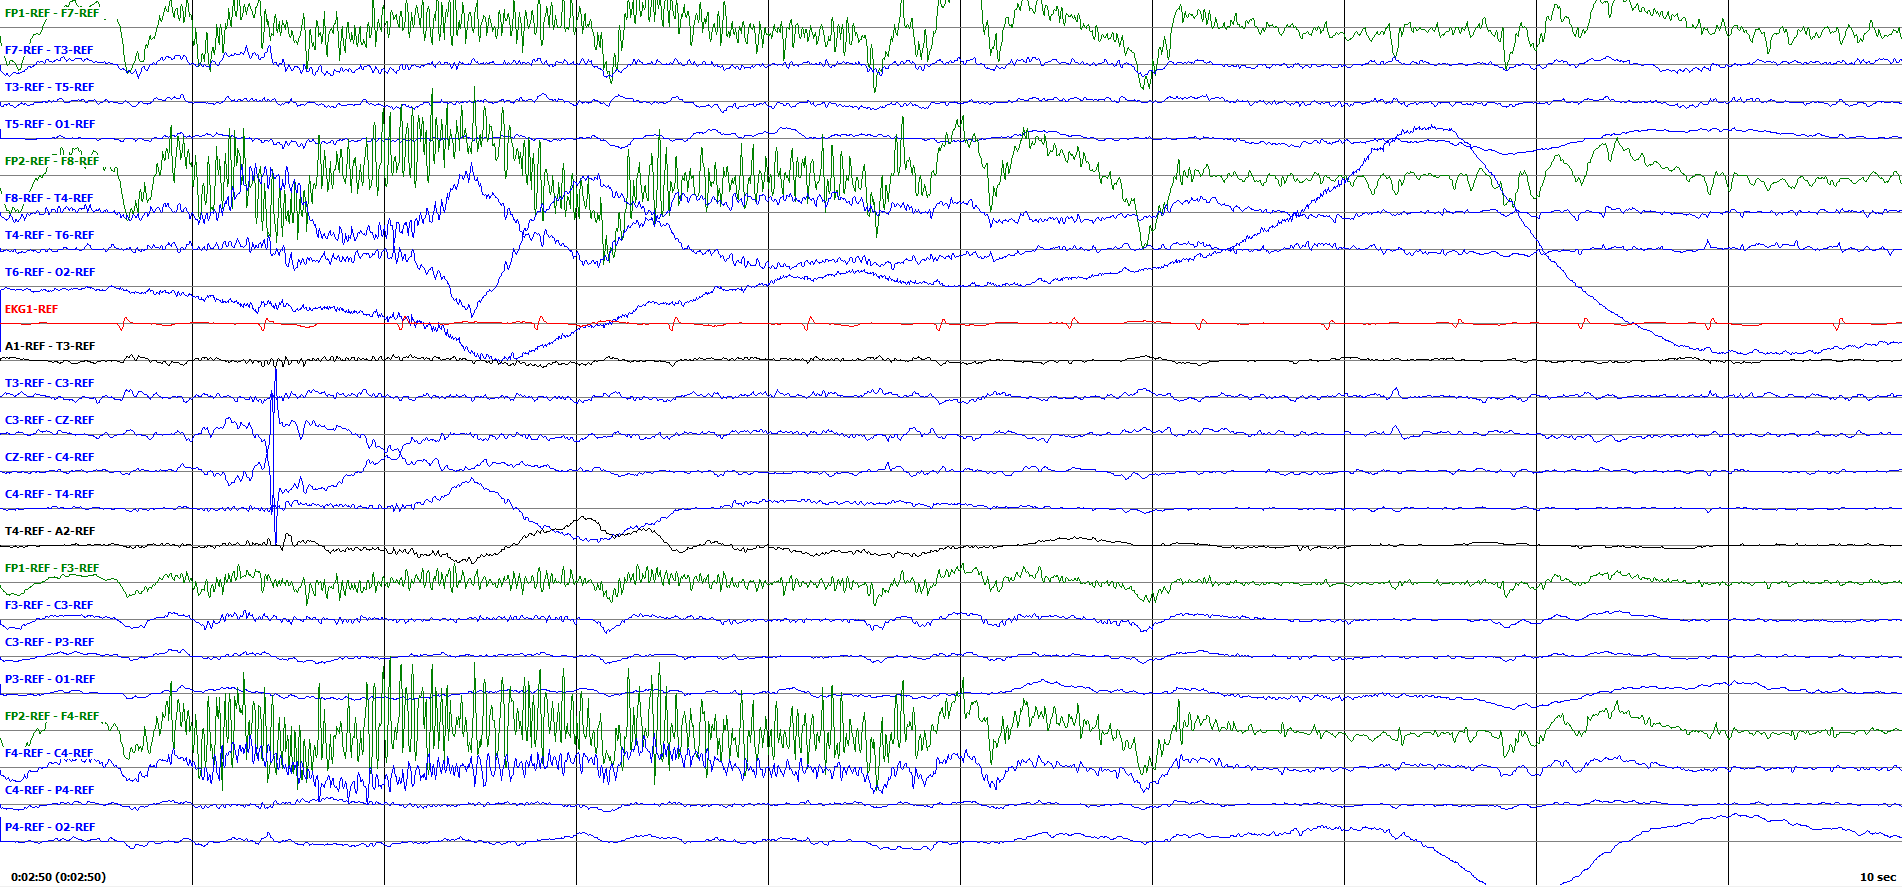 FP1-REF - F7-REF
F7-REF - T3-REF
T3-REF - T5-REF
T5-REF - O1-REF
FP2-REF - F8-REF
F8-REF - T4-REF
T4-REF - T6-REF
T6-REF - O2-REF
EKG1-REF
A1-REF - T3-REF
T3-REF - C3-REF
C3-REF - CZ-REF
CZ-REF - C4-REF
C4-REF - T4-REF
T4-REF - A2-REF
FP1-REF - F3-REF
F3-REF - C3-REF
C3-REF - P3-REF
P3-REF - O1-REF
FP2-REF - F4-REF
F4-REF - C4-REF
C4-REF - P4-REF
P4-REF - O2-REF
0:02:50 (0:02:50) 10 sec